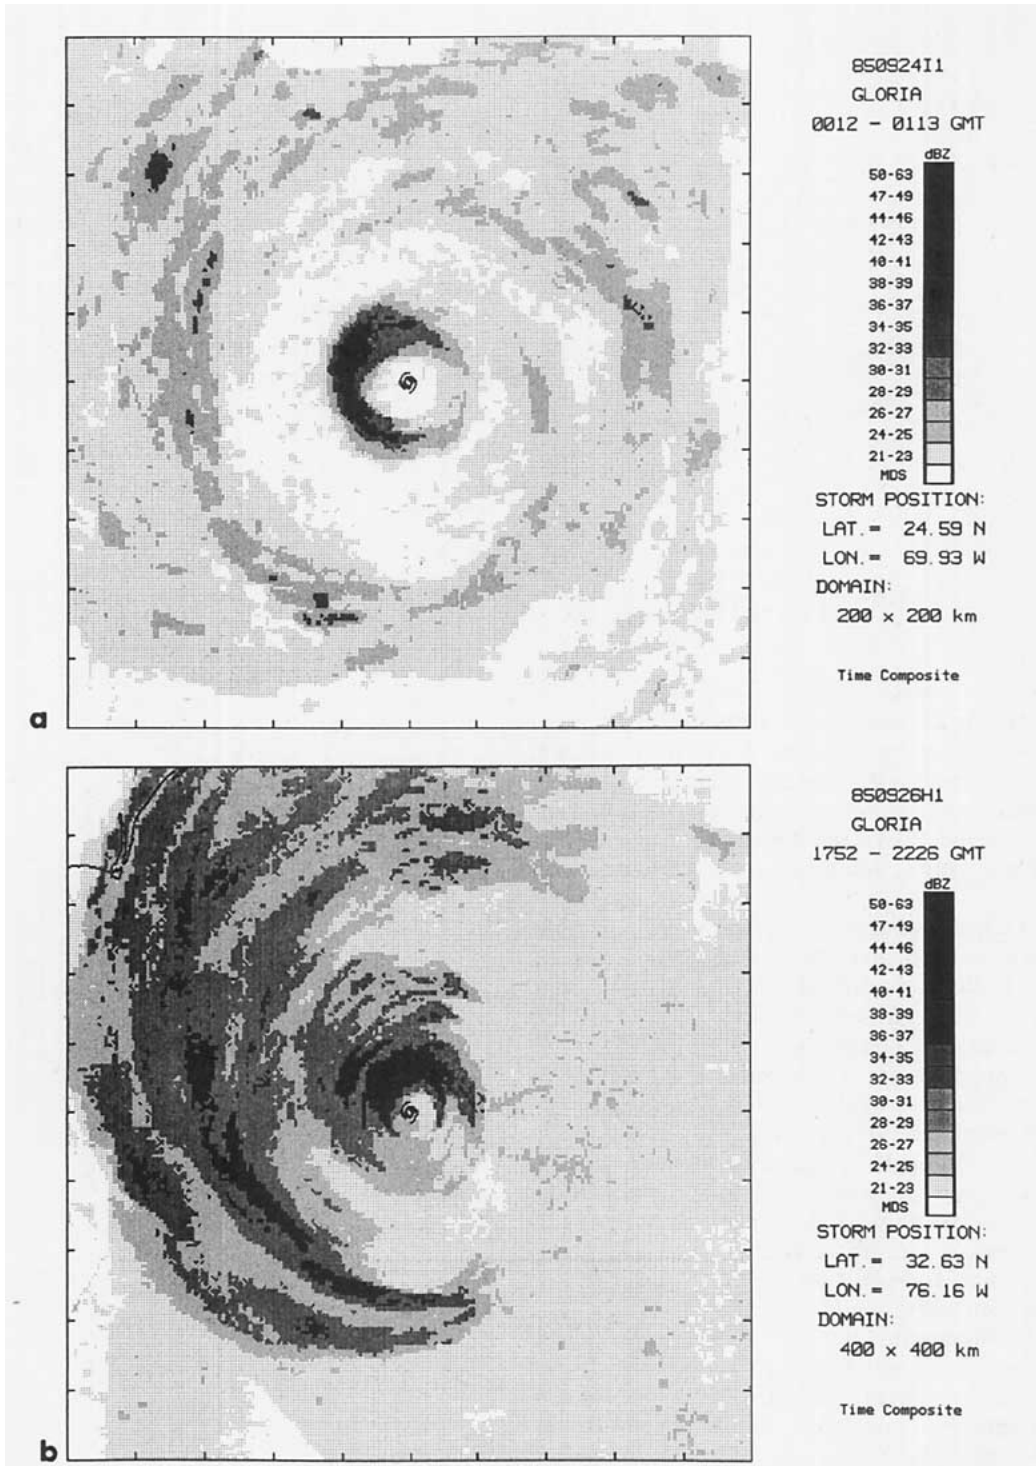 850924I1
GLORIA
0012 - 0113 GMT
dBZ
50-63
47-49
44-46
42-43
40-41
38-39
36-37
34-35
32-33
30-31
28-29
26-27
24-25
21-23
MDS
STORM POSITION:
LAT.= 24.59 N
LON.= 69.93 W
DOMAIN:
200 x 200 km
Time Composite
a
850926H1
GLORIA
1752 - 2226 GMT
dBZ
50-63
47-49
44-46
42-43
40-41
38-39
36-37
34-35
32-33
30-31
28-29
26-27
24-25
21-23
MDS
STORM POSITION:
LAT.= 32.63 N
LON.= 76.16 W
DOMAIN:
400 x 400 km
Time Composite
b